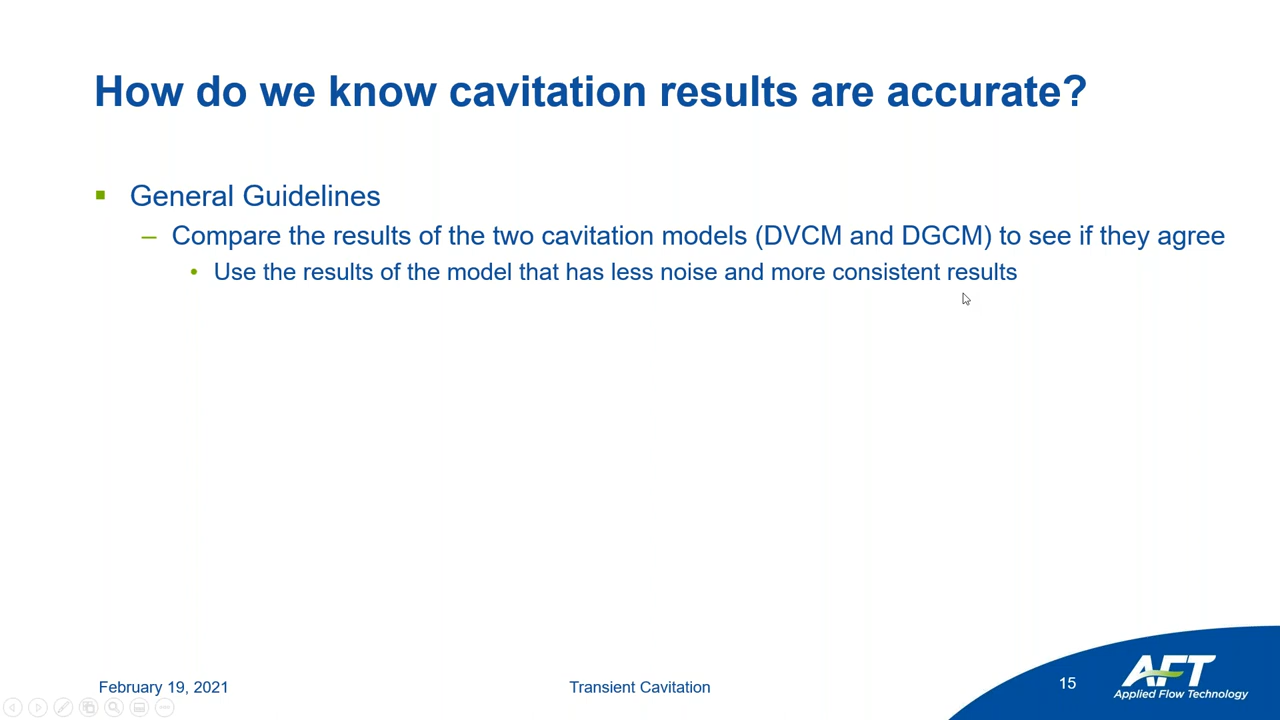 How do we know cavitation results are accurate?
General Guidelines
– Compare the results of the two cavitation models (DVCM and DGCM) to see if they agree
• Use the results of the model that has less noise and more consistent results
February 19, 2021
Transient Cavitation
15
AFT
Applied Flow Technology